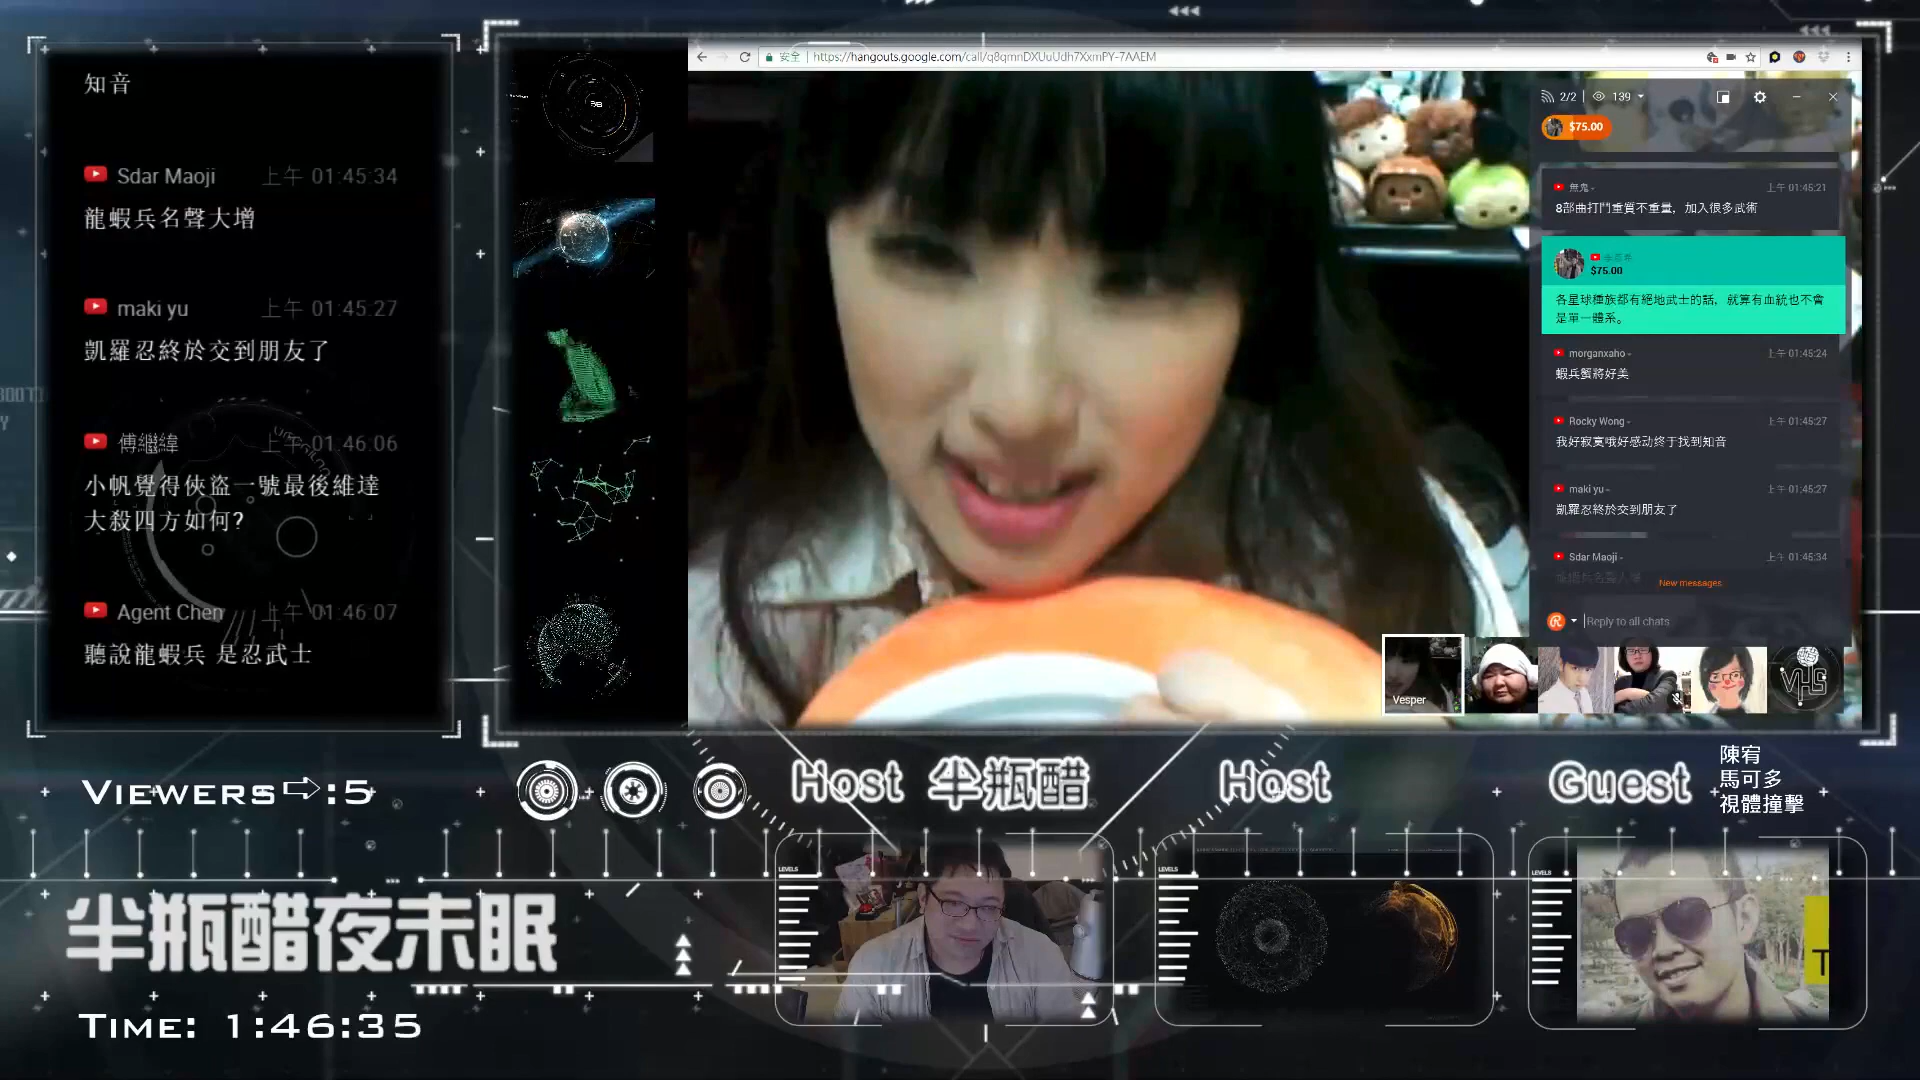 知音
Sdar Maoji 上午 01:45:34
龍蝦兵名聲大增
maki yu 上午 01:45:27
凱羅忍終於交到朋友了
傅繼緯 上午 01:46:06
小帆覺得俠盜一號最後維達
大殺四方如何?
Agent Chen 上午 01:46:07
聽說龍蝦兵 是忍武士
安全 https://hangouts.google.com/call/q8qmnDXUuUdh7XxmPY-7AAEM
2/2 139
$75.00
無鬼 上午 01:45:21
8部曲打鬥重質不重量，加入很多武術
$75.00
各星球種族都有絕地武士的話，就算有血統也不會
是單一體系。
morganxaho 上午 01:45:24
蝦兵蟹將好美
Rocky Wong 上午 01:45:27
我好寂寞哦好感动终于找到知音
maki yu 上午 01:45:27
凱羅忍終於交到朋友了
Sdar Maoji 上午 01:45:34
New messages
Reply to all chats
Vesper
VHS
Viewers :5
Host 半瓶醋
Host
Guest
陳宥
馬可多
視體撞擊
LEVELS
LEVELS
LEVELS
T
半瓶醋夜未眠
Time: 1:46:35